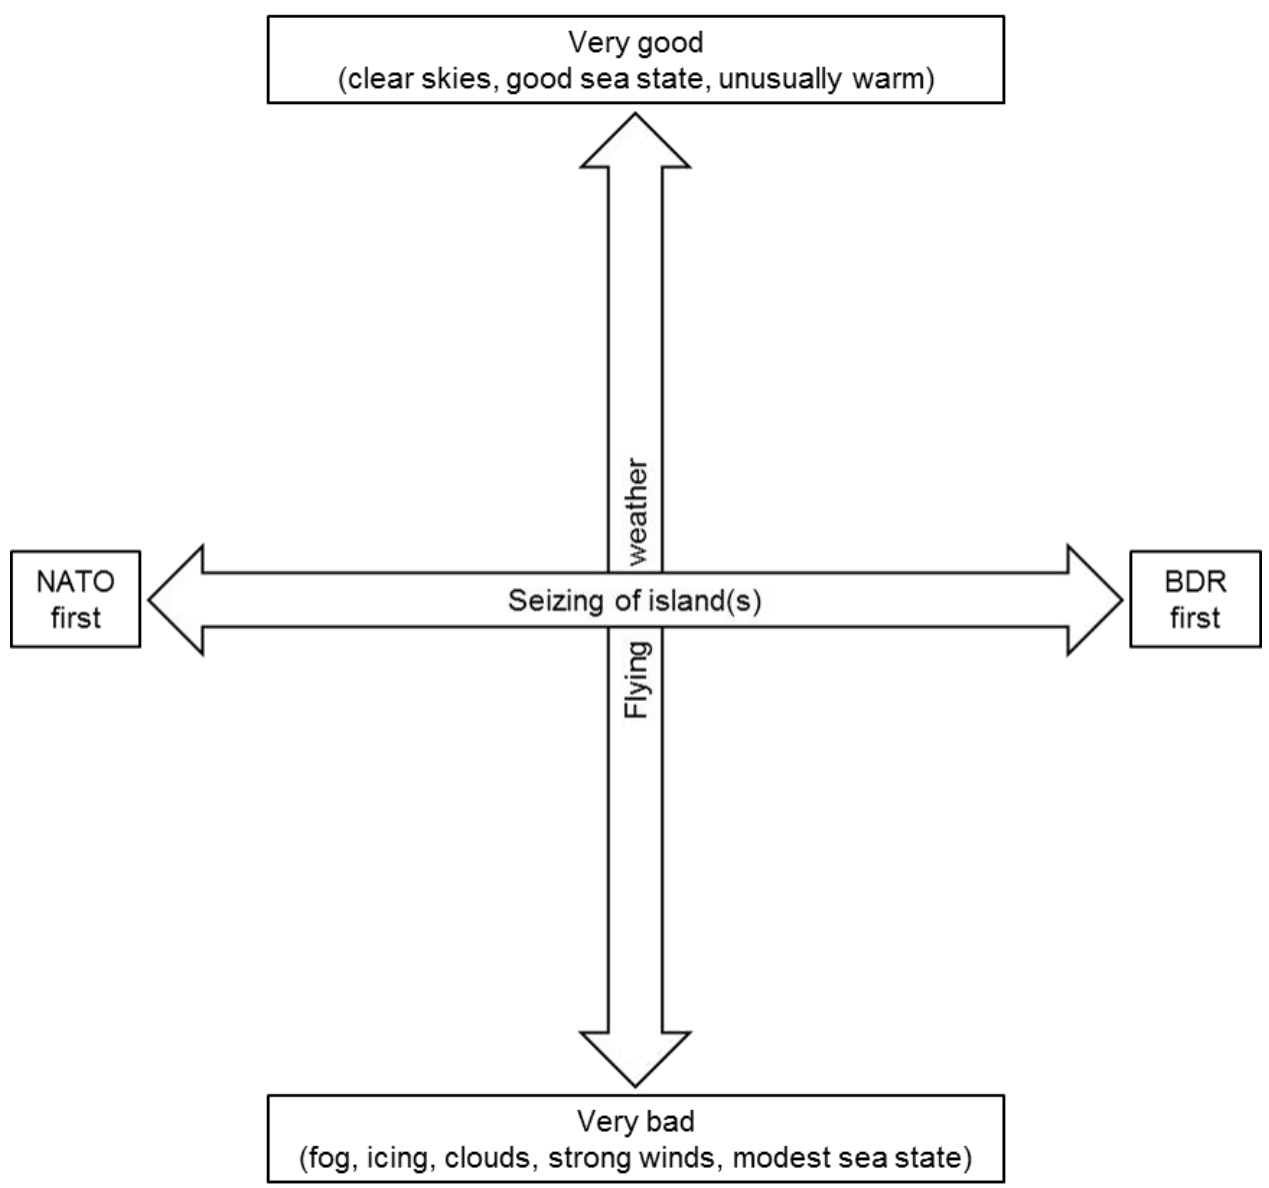 Very good
(clear skies, good sea state, unusually warm)
NATO
first
Seizing of island(s)
Flying weather
BDR
first
Very bad
(fog, icing, clouds, strong winds, modest sea state)